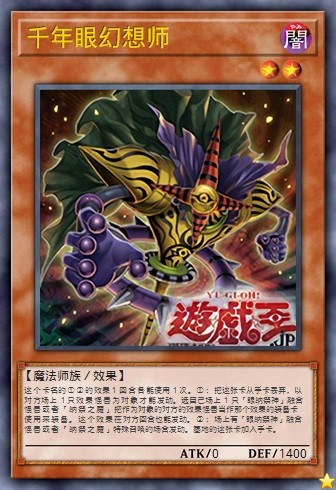 千年眼幻想师
闇
YU-GI-OH!
遊戯王
JP
【魔法师族/效果】
这个卡名的①②的效果1回合各能使用1次。①：把这张卡从手卡丢弃，以
对方场上1只效果怪兽为对象才能发动。选自己场上1只「眼纳祭神」融合
怪兽或者「纳祭之魔」把作为对象的对方的效果怪兽当作那个效果的装备卡
使用来装备。这个效果在对方回合也能发动。②：场上有「眼纳祭神」融合
怪兽或者「纳祭之魔」特殊召唤的场合发动。墓地的这张卡加入手卡。
ATK/0 DEF/1400